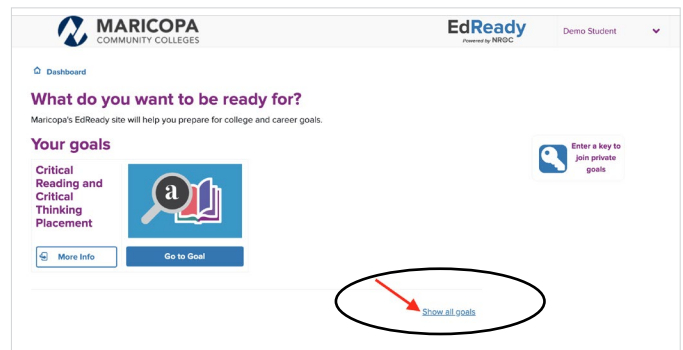 MARICOPA
COMMUNITY COLLEGES
EdReady
Powered by NROC
Demo Student
Dashboard
What do you want to be ready for?
Maricopa's EdReady site will help you prepare for college and career goals.
Your goals
Enter a key to
join private
goals
Critical
Reading and
Critical
Thinking
Placement
a
More Info
Go to Goal
Show all goals